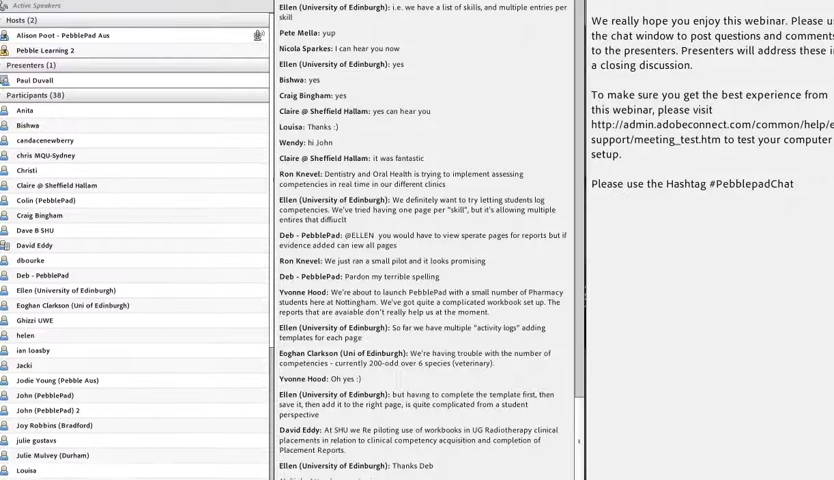 Active Speakers
Hosts (2)
Alison Poot - PebblePad Aus
Pebble Learning 2
Presenters (1)
Paul Duvall
Participants (38)
Anita
Bishwa
candacenewberry
chris MQU-Sydney
Christi
Claire @ Sheffield Hallam
Colin (PebblePad)
Craig Bingham
Dave B SHU
David Eddy
dbourke
Deb - PebblePad
Ellen (University of Edinburgh)
Eoghan Clarkson (Uni of Edinburgh)
Ghizzi UWE
helen
ian loasby
Jacki
Jodie Young (Pebble Aus)
John (PebblePad)
John (PebblePad) 2
Joy Robbins (Bradford)
julie gustavs
Julie Mulvey (Durham)
Louisa
Ellen (University of Edinburgh): i.e. we have a list of skills, and multiple entries per
skill
Pete Mella: yup
Nicola Sparkes: I can hear you now
Ellen (University of Edinburgh): yes
Bishwa: yes
Craig Bingham: yes
Claire @ Sheffield Hallam: yes can hear you
Louisa: Thanks :)
Wendy: hi John
Claire @ Sheffield Hallam: it was fantastic
Ron Knevel: Dentistry and Oral Health is trying to implement assessing
competencies in real time in our different clinics
Ellen (University of Edinburgh): We definitely want to try letting students log
competencies. We've tried having one page per "skill", but it's allowing multiple
entires that diffiuclt
Deb - PebblePad: @ELLEN you would have to view sperate pages for reports but if
evidence added can iew all pages
Ron Knevel: We just ran a small pilot and it looks promising
Deb - PebblePad: Pardon my terrible spelling
Yvonne Hood: We're about to launch PebblePad with a small number of Pharmacy
students here at Nottingham. We've got quite a complicated workbook set up. The
reports that are avaiable don't really help us at the moment.
Ellen (University of Edinburgh): So far we have multiple "activity logs" adding
templates for each page
Eoghan Clarkson (Uni of Edinburgh): We're having trouble with the number of
competencies - currently 200-odd over 6 species (veterinary).
Yvonne Hood: Oh yes :)
Ellen (University of Edinburgh): but having to complete the template first, then
save it, then add it to the right page, is quite complicated from a student
perspective
David Eddy: At SHU we Re piloting use of workbooks in UG Radiotherapy clinical
placements in relation to clinical competency acquisition and completion of
Placement Reports.
Ellen (University of Edinburgh): Thanks Deb
We really hope you enjoy this webinar. Please u
the chat window to post questions and comments
to the presenters. Presenters will address these i
a closing discussion.
To make sure you get the best experience from
this webinar, please visit
http://admin.adobeconnect.com/common/help/e
support/meeting_test.htm to test your computer
setup.
Please use the Hashtag #PebblepadChat